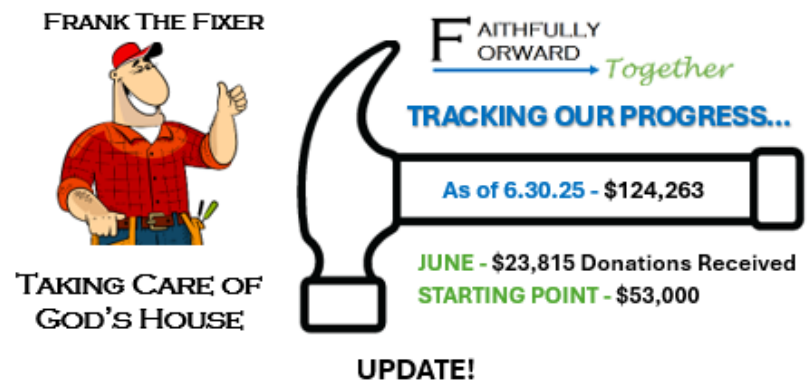 FRANK THE FIXER
TAKING CARE OF
GOD'S HOUSE
FAITHFULLY
FORWARD
Together
TRACKING OUR PROGRESS...
As of 6.30.25 - $124,263
JUNE - $23,815 Donations Received
STARTING POINT - $53,000
UPDATE!